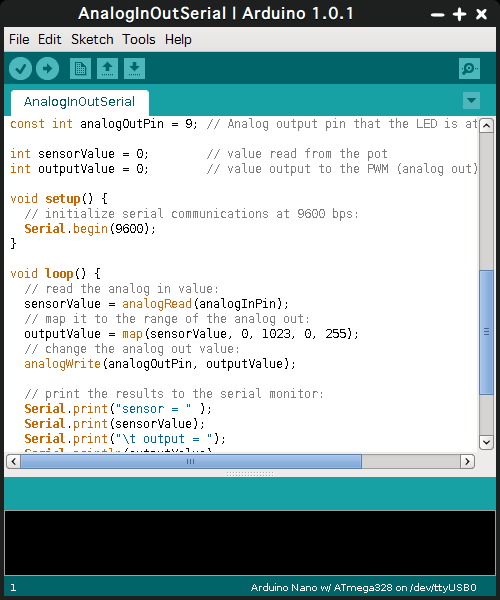 AnalogInOutSerial | Arduino 1.0.1
File Edit Sketch Tools Help
AnalogInOutSerial
const int analogOutPin = 9; // Analog output pin that the LED is at
int sensorValue = 0;        // value read from the pot
int outputValue = 0;        // value output to the PWM (analog out)
void setup() {
  // initialize serial communications at 9600 bps:
  Serial.begin(9600);
}
void loop() {
  // read the analog in value:
  sensorValue = analogRead(analogInPin);
  // map it to the range of the analog out:
  outputValue = map(sensorValue, 0, 1023, 0, 255);
  // change the analog out value:
  analogWrite(analogOutPin, outputValue);
  // print the results to the serial monitor:
  Serial.print("sensor = " );
  Serial.print(sensorValue);
  Serial.print("\t output = ");
  Serial.println(outputValue)
1
Arduino Nano w/ ATmega328 on /dev/ttyUSB0